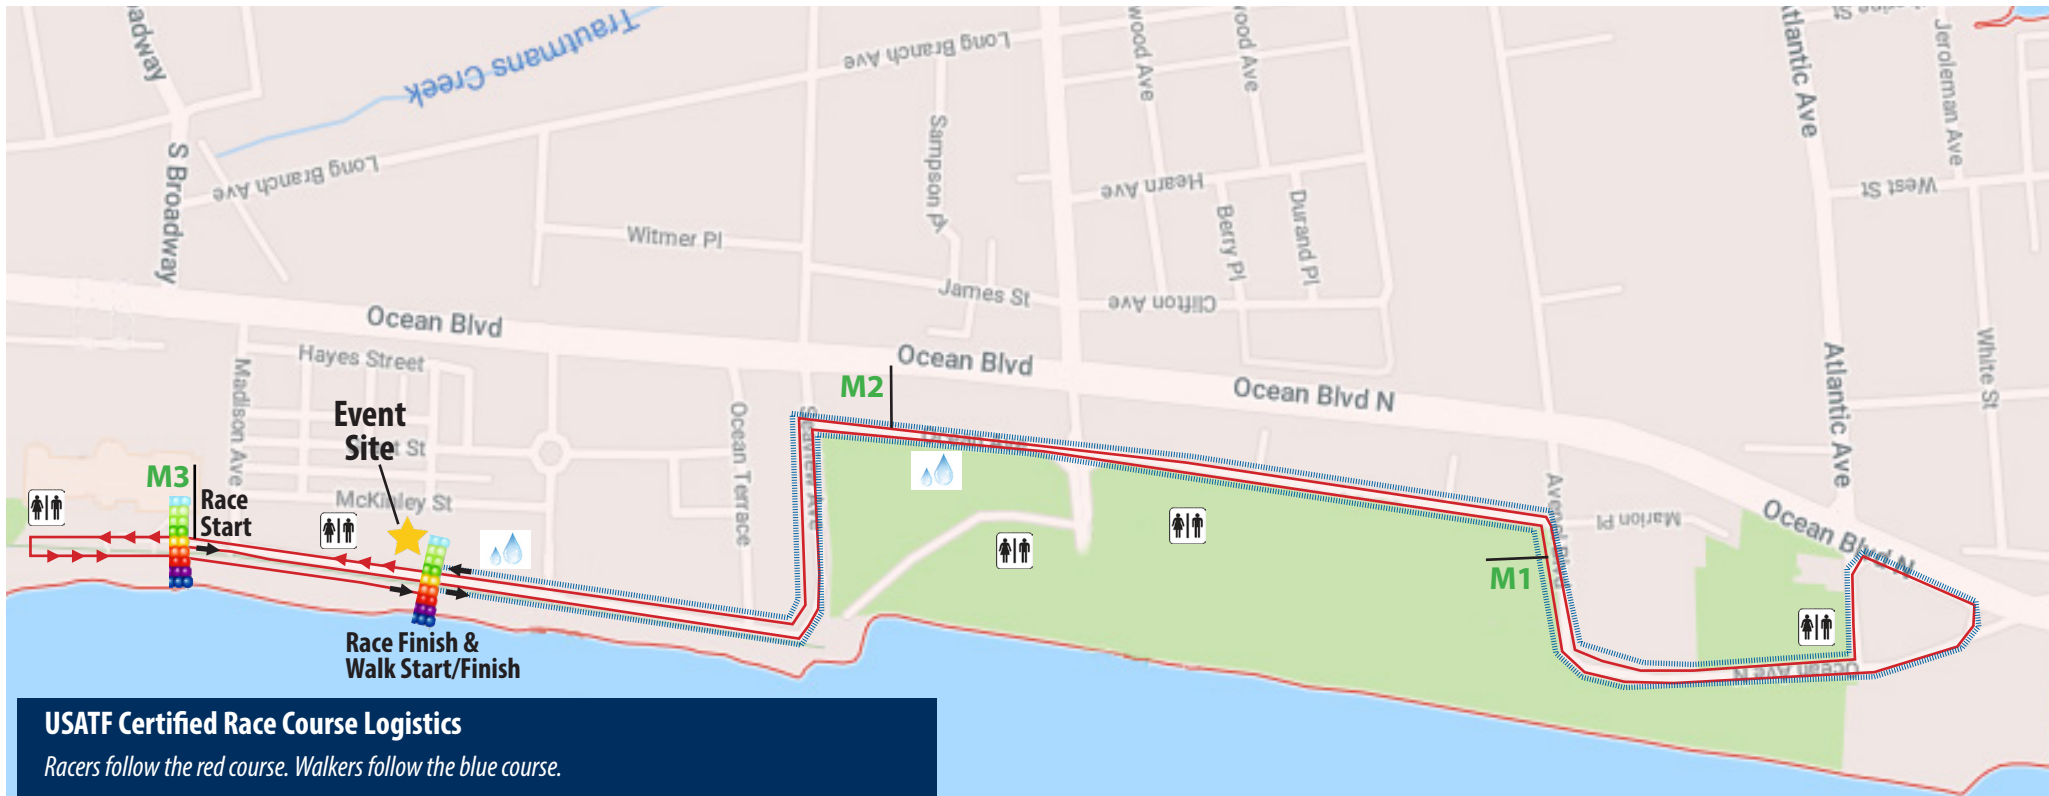 Trautmans Creek
Long Branch Ave
Long Branch Ave
S Broadway
Sampson Pl
Hearn Ave
Berry Pl
Durand Pl
Clifton Ave
James St
Witmer Pl
Atlantic Ave
Jeroleman Ave
West St
White St
Atlantic Ave
Ocean Blvd
Ocean Blvd
Ocean Blvd N
Ocean Blvd N
Hayes Street
Madison Ave
McKinley St
Ocean Terrace
Seaview Ave
Marion Pl
Ocean Ave N
Event
Site
M2
M3
M1
Race
Start
Race Finish &
Walk Start/Finish
USATF Certified Race Course Logistics
Racers follow the red course. Walkers follow the blue course.